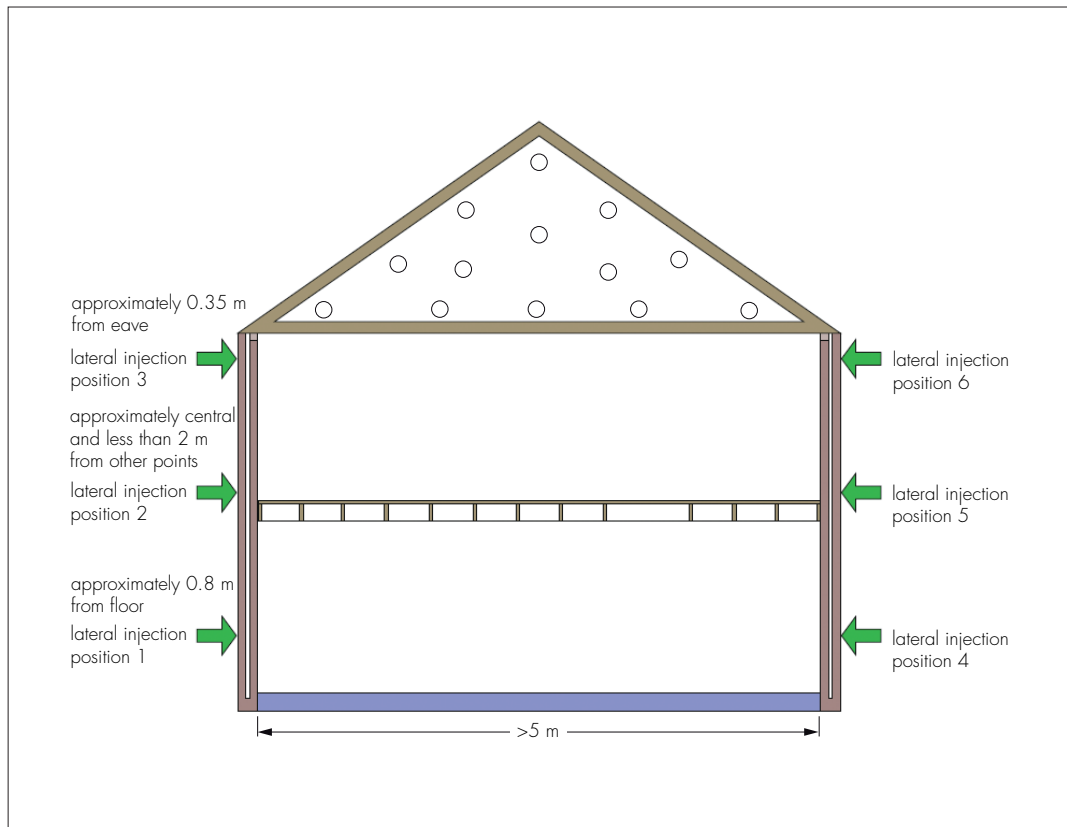 approximately 0.35 m
from eave
lateral injection
position 3
lateral injection
position 6
approximately central
and less than 2 m
from other points
lateral injection
position 2
lateral injection
position 5
approximately 0.8 m
from floor
lateral injection
position 1
lateral injection
position 4
>5 m